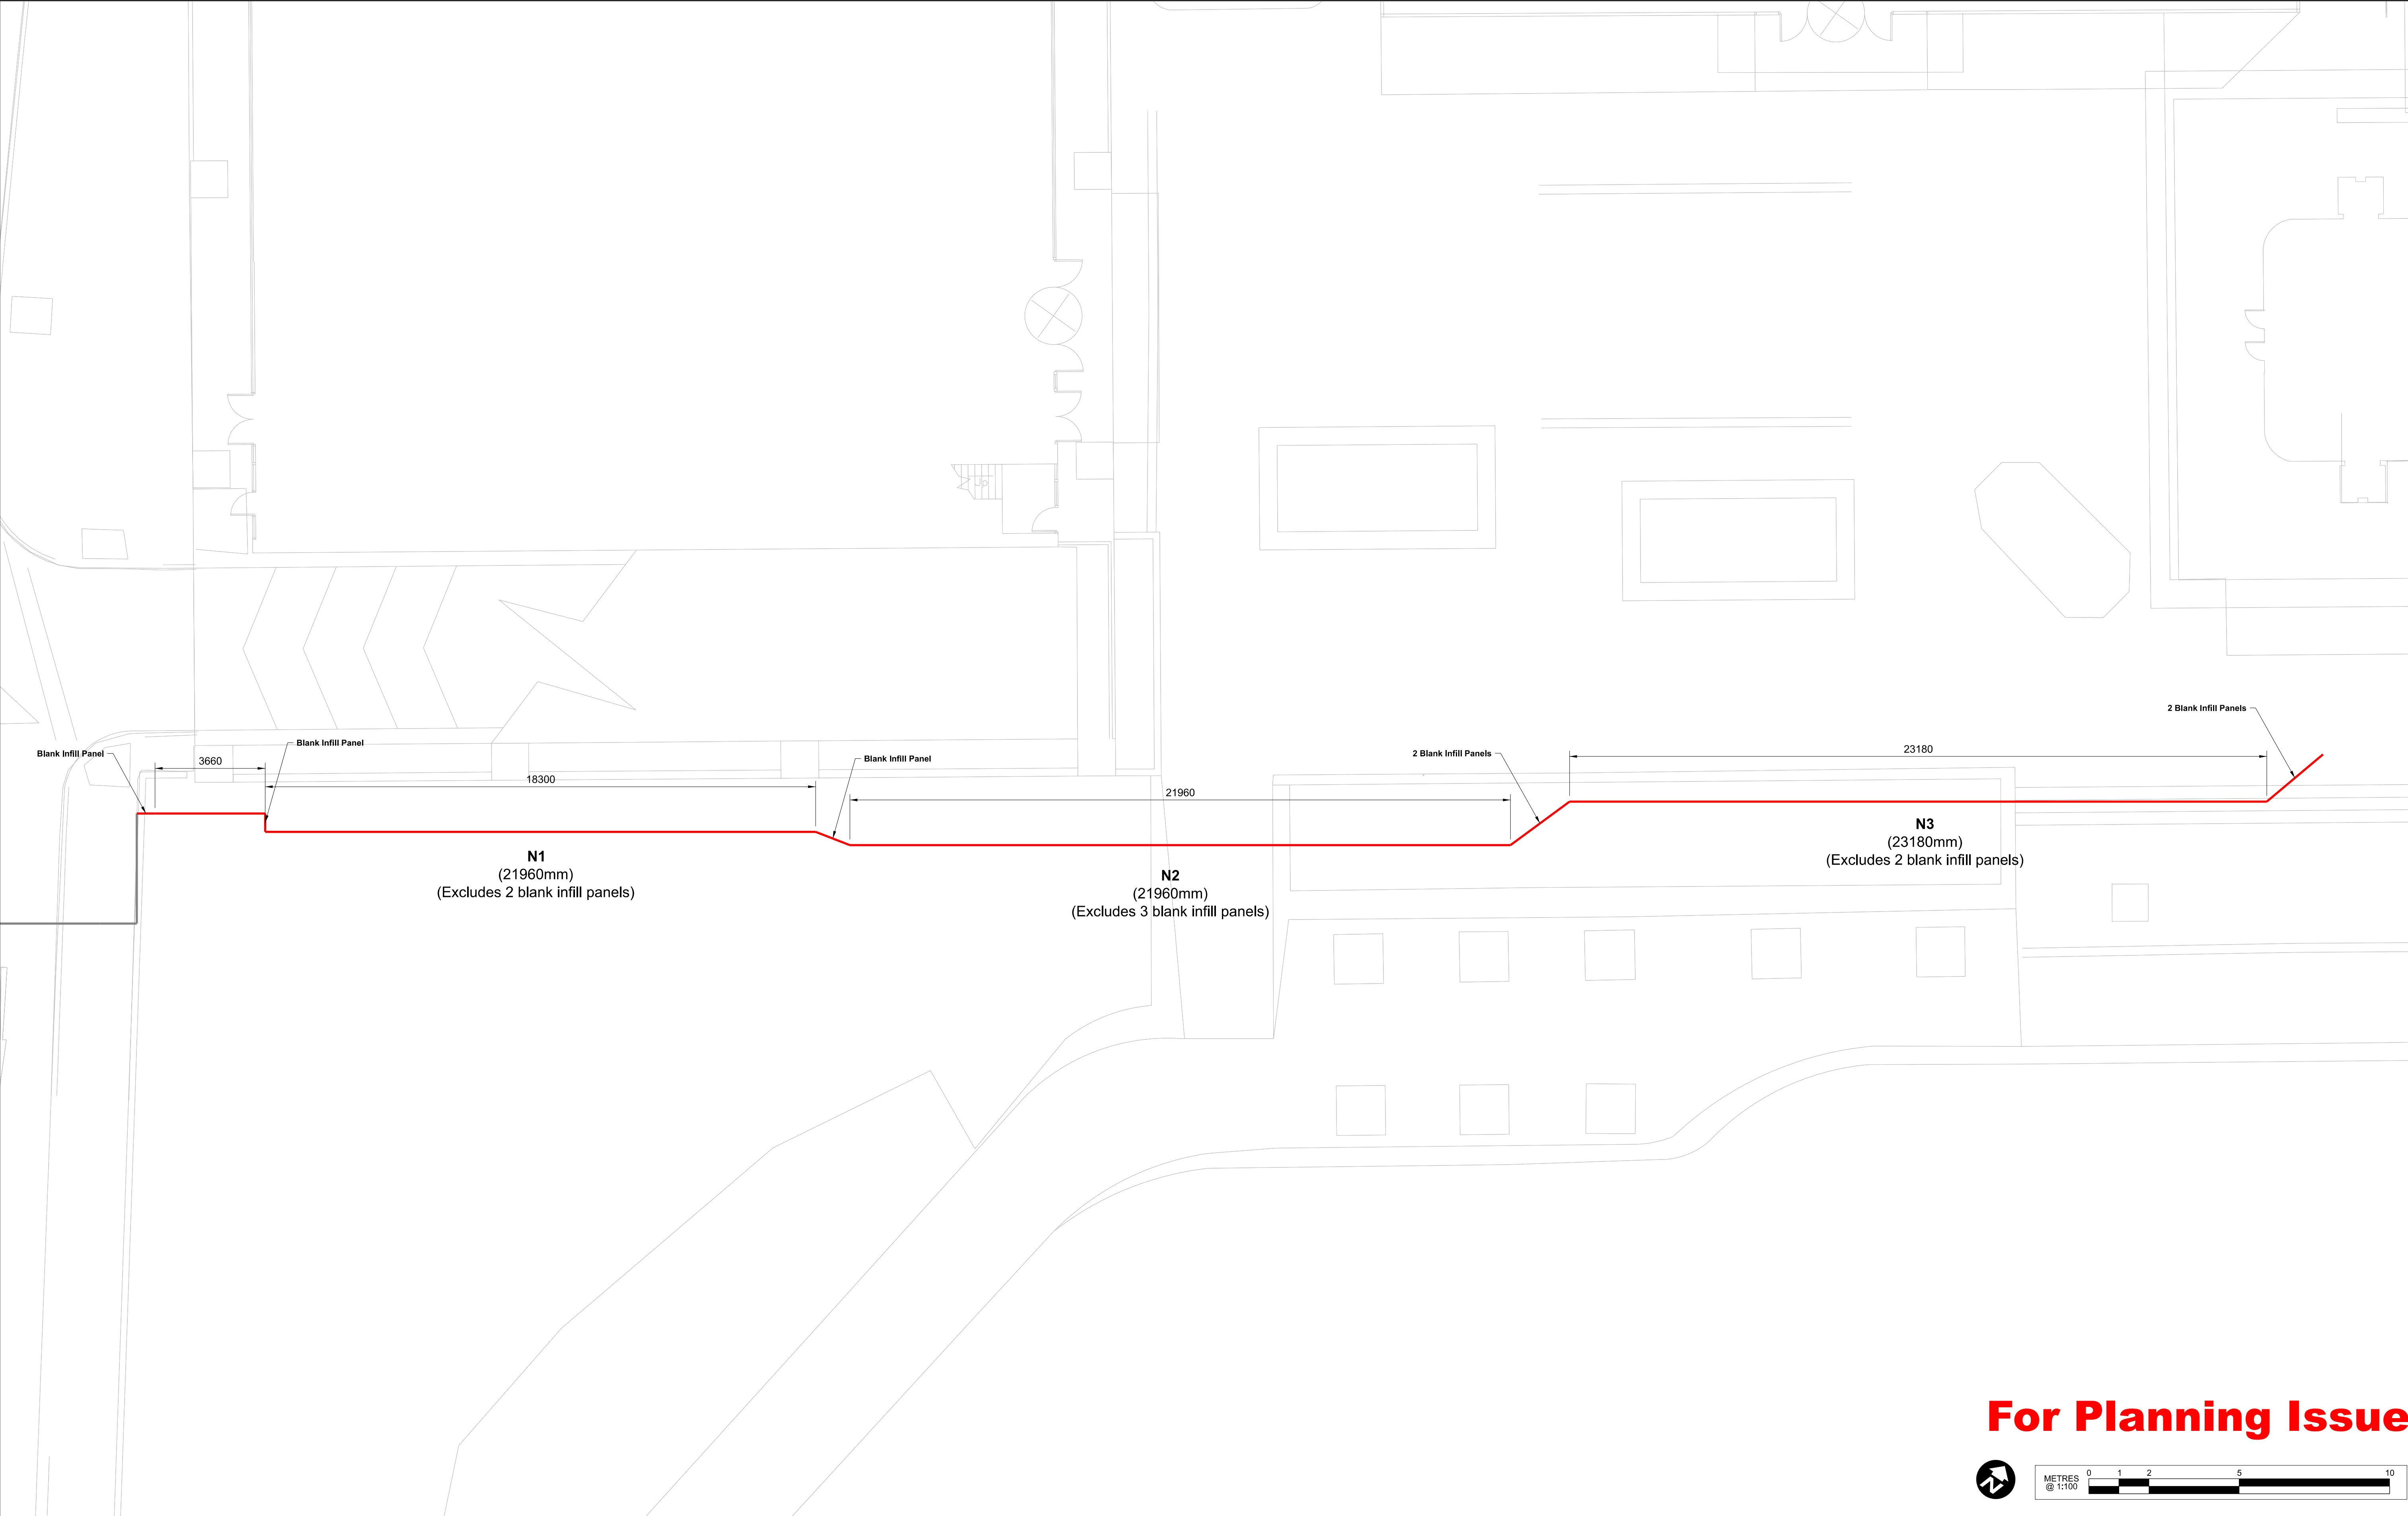 Up
2 Blank Infill Panels
Blank Infill Panel
Blank Infill Panel
Blank Infill Panel
2 Blank Infill Panels
3660
18300
21960
23180
N1
(21960mm)
(Excludes 2 blank infill panels)
N2
(21960mm)
(Excludes 3 blank infill panels)
N3
(23180mm)
(Excludes 2 blank infill panels)
For Planning Issue
N
METRES
@ 1:100
0 1 2 5 10